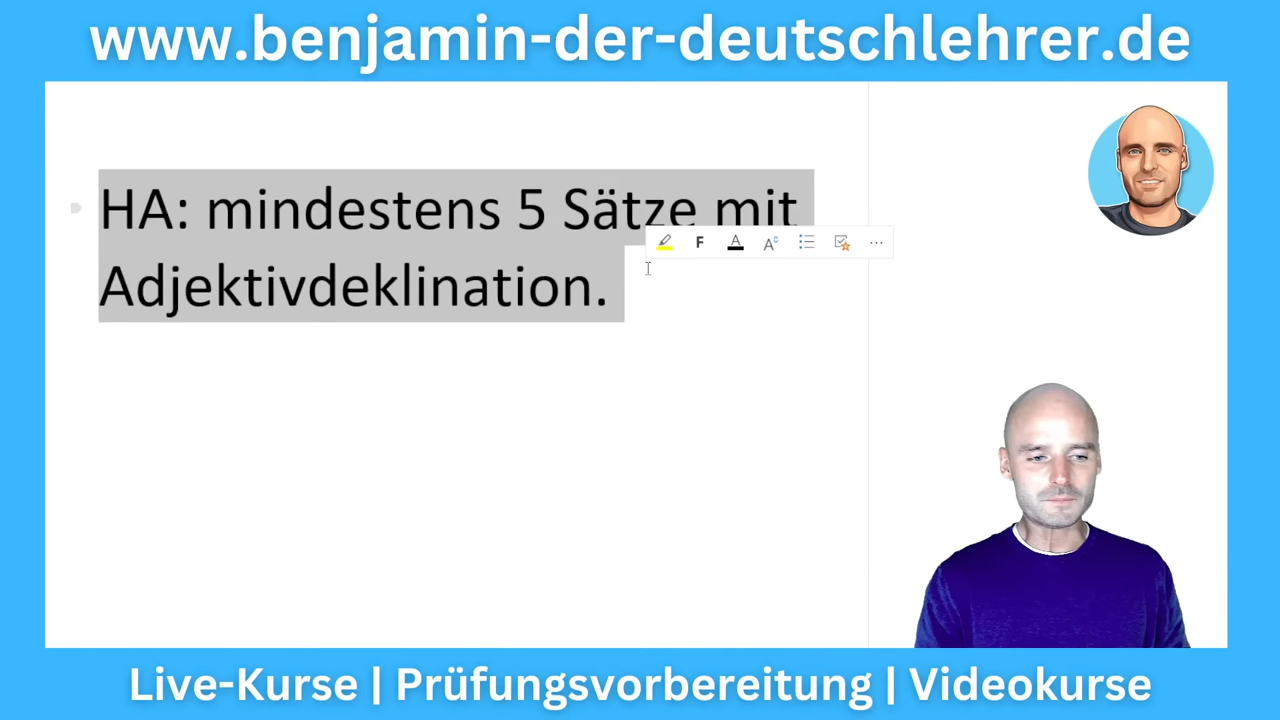 www.benjamin-der-deutschlehrer.de
HA: mindestens 5 Sätze mit
F A A
Adjektivdeklination.
Live-Kurse | Prüfungsvorbereitung | Videokurse